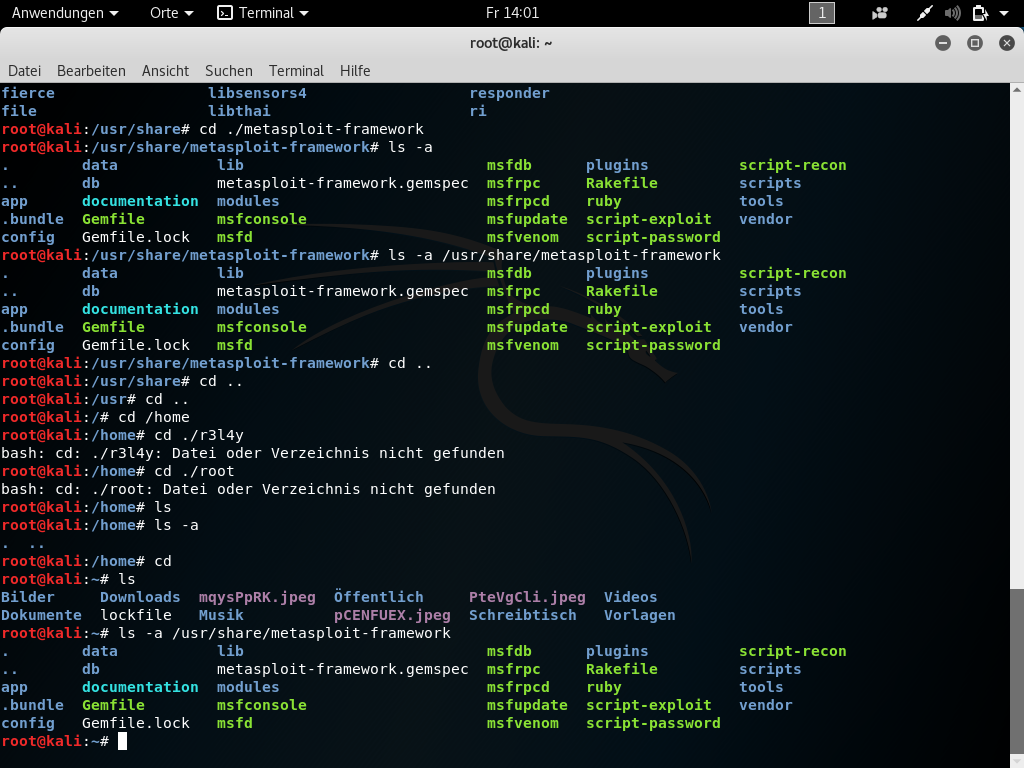 Anwendungen Orte Terminal Fr 14:01 1
root@kali: ~
Datei Bearbeiten Ansicht Suchen Terminal Hilfe
fierce libsensors4 responder
file libthai ri
root@kali:/usr/share# cd ./metasploit-framework
root@kali:/usr/share/metasploit-framework# ls -a
. data lib msfdb plugins script-recon
.. db metasploit-framework.gemspec msfrpc Rakefile scripts
app documentation modules msfrpcd ruby tools
.bundle Gemfile msfconsole msfupdate script-exploit vendor
config Gemfile.lock msfd msfvenom script-password
root@kali:/usr/share/metasploit-framework# ls -a /usr/share/metasploit-framework
. data lib msfdb plugins script-recon
.. db metasploit-framework.gemspec msfrpc Rakefile scripts
app documentation modules msfrpcd ruby tools
.bundle Gemfile msfconsole msfupdate script-exploit vendor
config Gemfile.lock msfd msfvenom script-password
root@kali:/usr/share/metasploit-framework# cd ..
root@kali:/usr/share# cd ..
root@kali:/usr# cd ..
root@kali:/# cd /home
root@kali:/home# cd ./r3l4y
bash: cd: ./r3l4y: Datei oder Verzeichnis nicht gefunden
root@kali:/home# cd ./root
bash: cd: ./root: Datei oder Verzeichnis nicht gefunden
root@kali:/home# ls
root@kali:/home# ls -a
. ..
root@kali:/home# cd
root@kali:~# ls
Bilder Downloads mqysPpRK.jpeg Öffentlich PteVgCli.jpeg Videos
Dokumente lockfile Musik pCENFUEX.jpeg Schreibtisch Vorlagen
root@kali:~# ls -a /usr/share/metasploit-framework
. data lib msfdb plugins script-recon
.. db metasploit-framework.gemspec msfrpc Rakefile scripts
app documentation modules msfrpcd ruby tools
.bundle Gemfile msfconsole msfupdate script-exploit vendor
config Gemfile.lock msfd msfvenom script-password
root@kali:~#